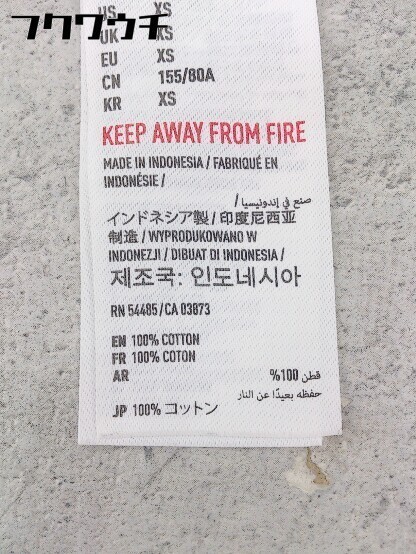 フクウウチ
US XS
UK XS
EU XS
CN 155/80A
KR XS
KEEP AWAY FROM FIRE
MADE IN INDONESIA / FABRIQUÉ EN
INDONÉSIE /
صنع في إندونيسيا /
インドネシア製 / 印度尼西亚
制造 / WYPRODUKOWANO W
INDONEZJI / DIBUAT DI INDONESIA /
제조국: 인도네시아
RN 54485 / CA 03873
EN 100% COTTON
FR 100% COTON
AR قطن 100%
حفظه بعيدًا عن النار
JP 100% コットン